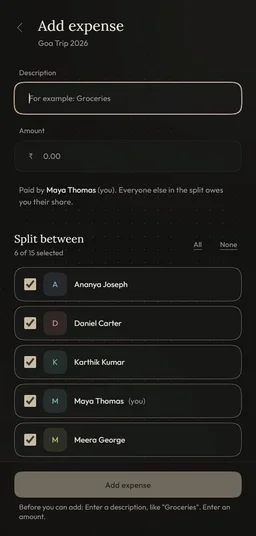 Add expense
Goa Trip 2026
Description
For example: Groceries
Amount
₹ 0.00
Paid by Maya Thomas (you). Everyone else in the split owes
you their share.
Split between
All None
6 of 15 selected
A Ananya Joseph
D Daniel Carter
K Karthik Kumar
M Maya Thomas (you)
M Meera George
Add expense
Before you can add: Enter a description, like "Groceries". Enter an
amount.